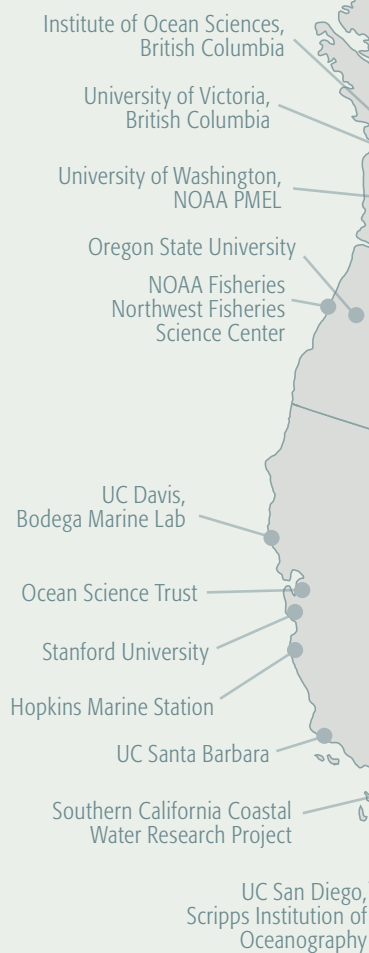 Institute of Ocean Sciences,
British Columbia
University of Victoria,
British Columbia
University of Washington,
NOAA PMEL
Oregon State University
NOAA Fisheries
Northwest Fisheries
Science Center
UC Davis,
Bodega Marine Lab
Ocean Science Trust
Stanford University
Hopkins Marine Station
UC Santa Barbara
Southern California Coastal
Water Research Project
UC San Diego,
Scripps Institution of
Oceanography